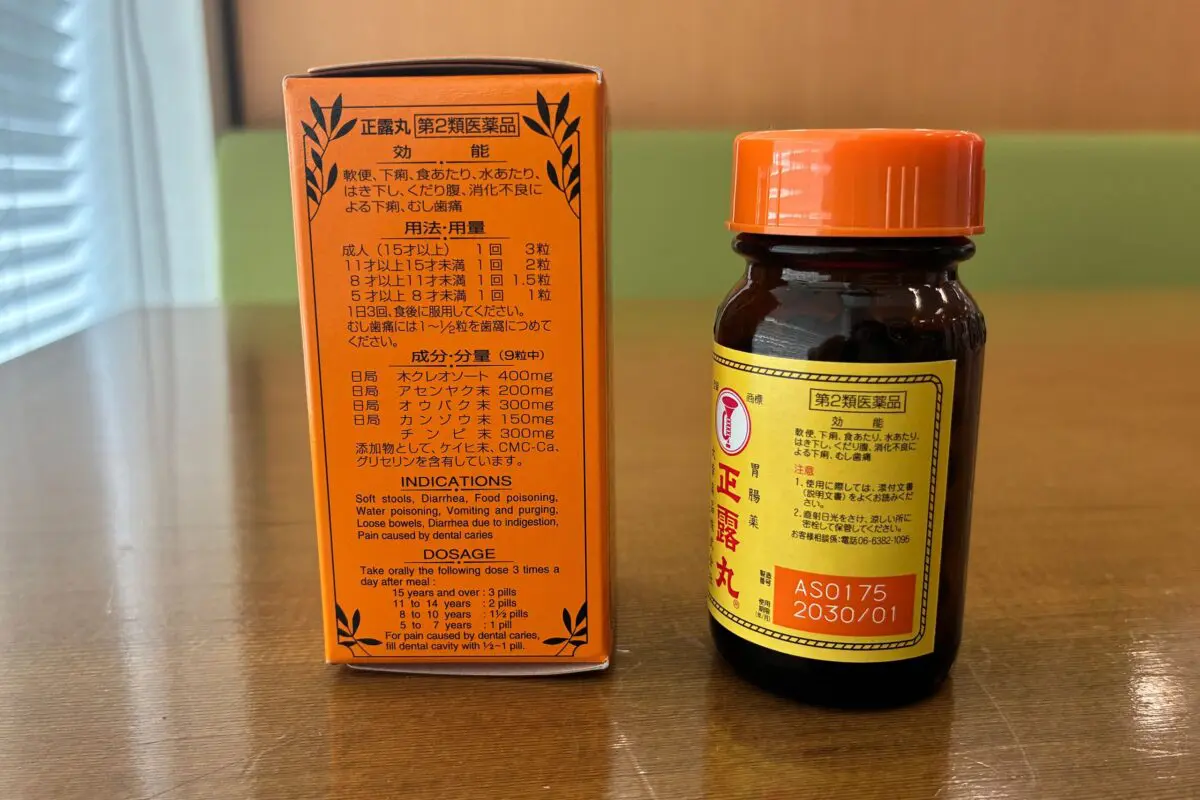 正露丸 第2類医薬品
効 能
軟便、下痢、食あたり、水あたり、
はき下し、くだり腹、消化不良に
よる下痢、むし歯痛
用法・用量
成人(15才以上) 1回 3粒
11才以上15才未満 1回 2粒
8才以上11才未満 1回 1.5粒
5才以上 8才未満 1回 1粒
1日3回、食後に服用してください。
むし歯痛には1〜1/2粒を歯窩につめて
ください。
成分・分量(9粒中)
日局 木クレオソート 400mg
日局 アセンヤク末 200mg
日局 オウバク末 300mg
日局 カンゾウ末 150mg
チンピ末 300mg
添加物として、ケイヒ末、CMC-Ca、
グリセリンを含有しています。
INDICATIONS
Soft stools, Diarrhea, Food poisoning,
Water poisoning, Vomiting and purging,
Loose bowels, Diarrhea due to indigestion,
Pain caused by dental caries
DOSAGE
Take orally the following dose 3 times a
day after meal :
15 years and over : 3 pills
11 to 14 years : 2 pills
8 to 10 years : 1½ pills
5 to 7 years : 1 pill
For pain caused by dental caries,
fill dental cavity with ½~1 pill.
商標
胃腸薬
正露丸
第2類医薬品
効 能
軟便、下痢、食あたり、水あたり、
はき下し、くだり腹、消化不良に
よる下痢、むし歯痛
注意
1. 使用に際しては、添付文書
(説明文書)をよくお読みくだ
さい。
2. 直射日光をさけ、涼しい所に
密栓して保管してください。
お客様相談係:電話06-6382-1095
製造番号
AS0175
使用期限(年/月)
2030/01